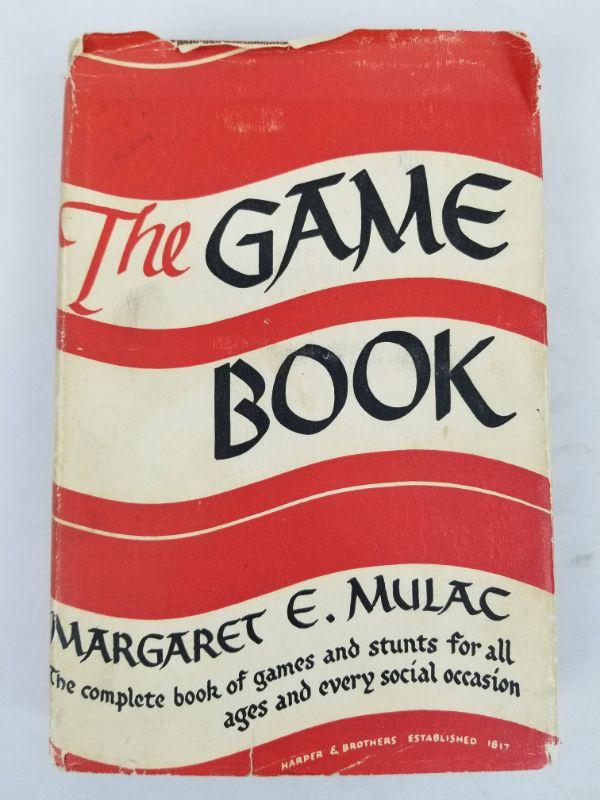 The GAME
BOOK
MARGARET E. MULAC
The complete book of games and stunts for all
ages and every social occasion
HARPER & BROTHERS ESTABLISHED 1817